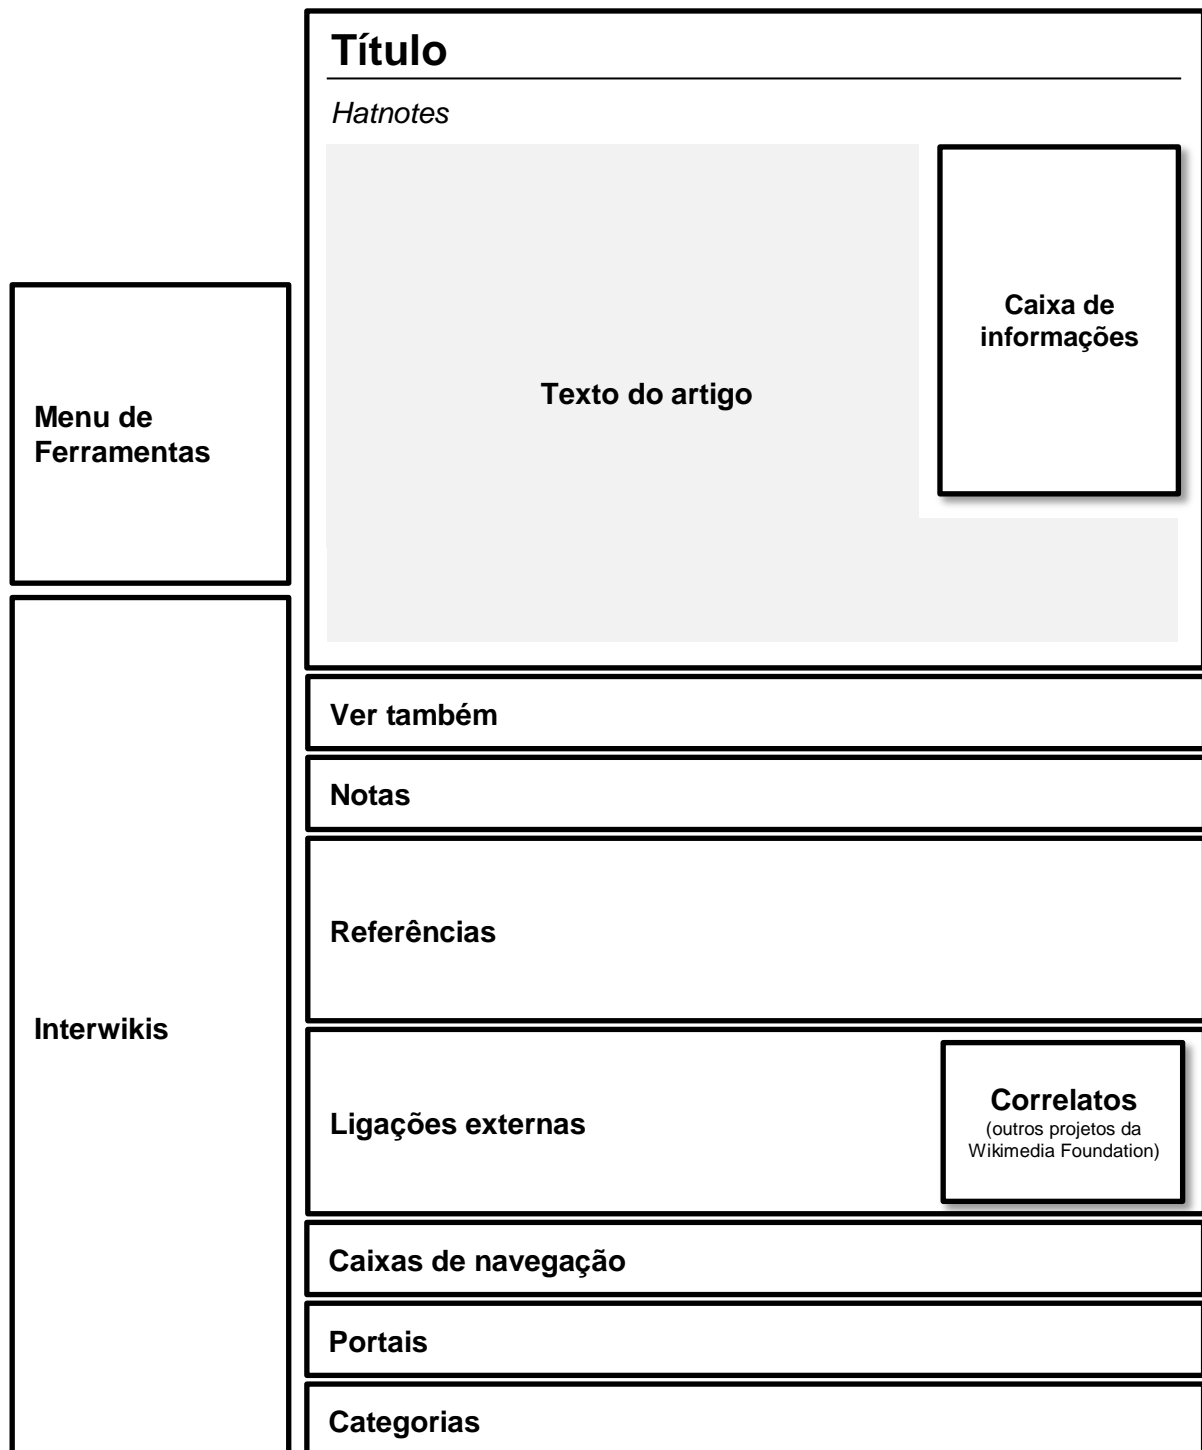 Título
Hatnotes
Caixa de
informações
Texto do artigo
Menu de
Ferramentas
Ver também
Notas
Referências
Interwikis
Ligações externas
Correlatos
(outros projetos da
Wikimedia Foundation)
Caixas de navegação
Portais
Categorias